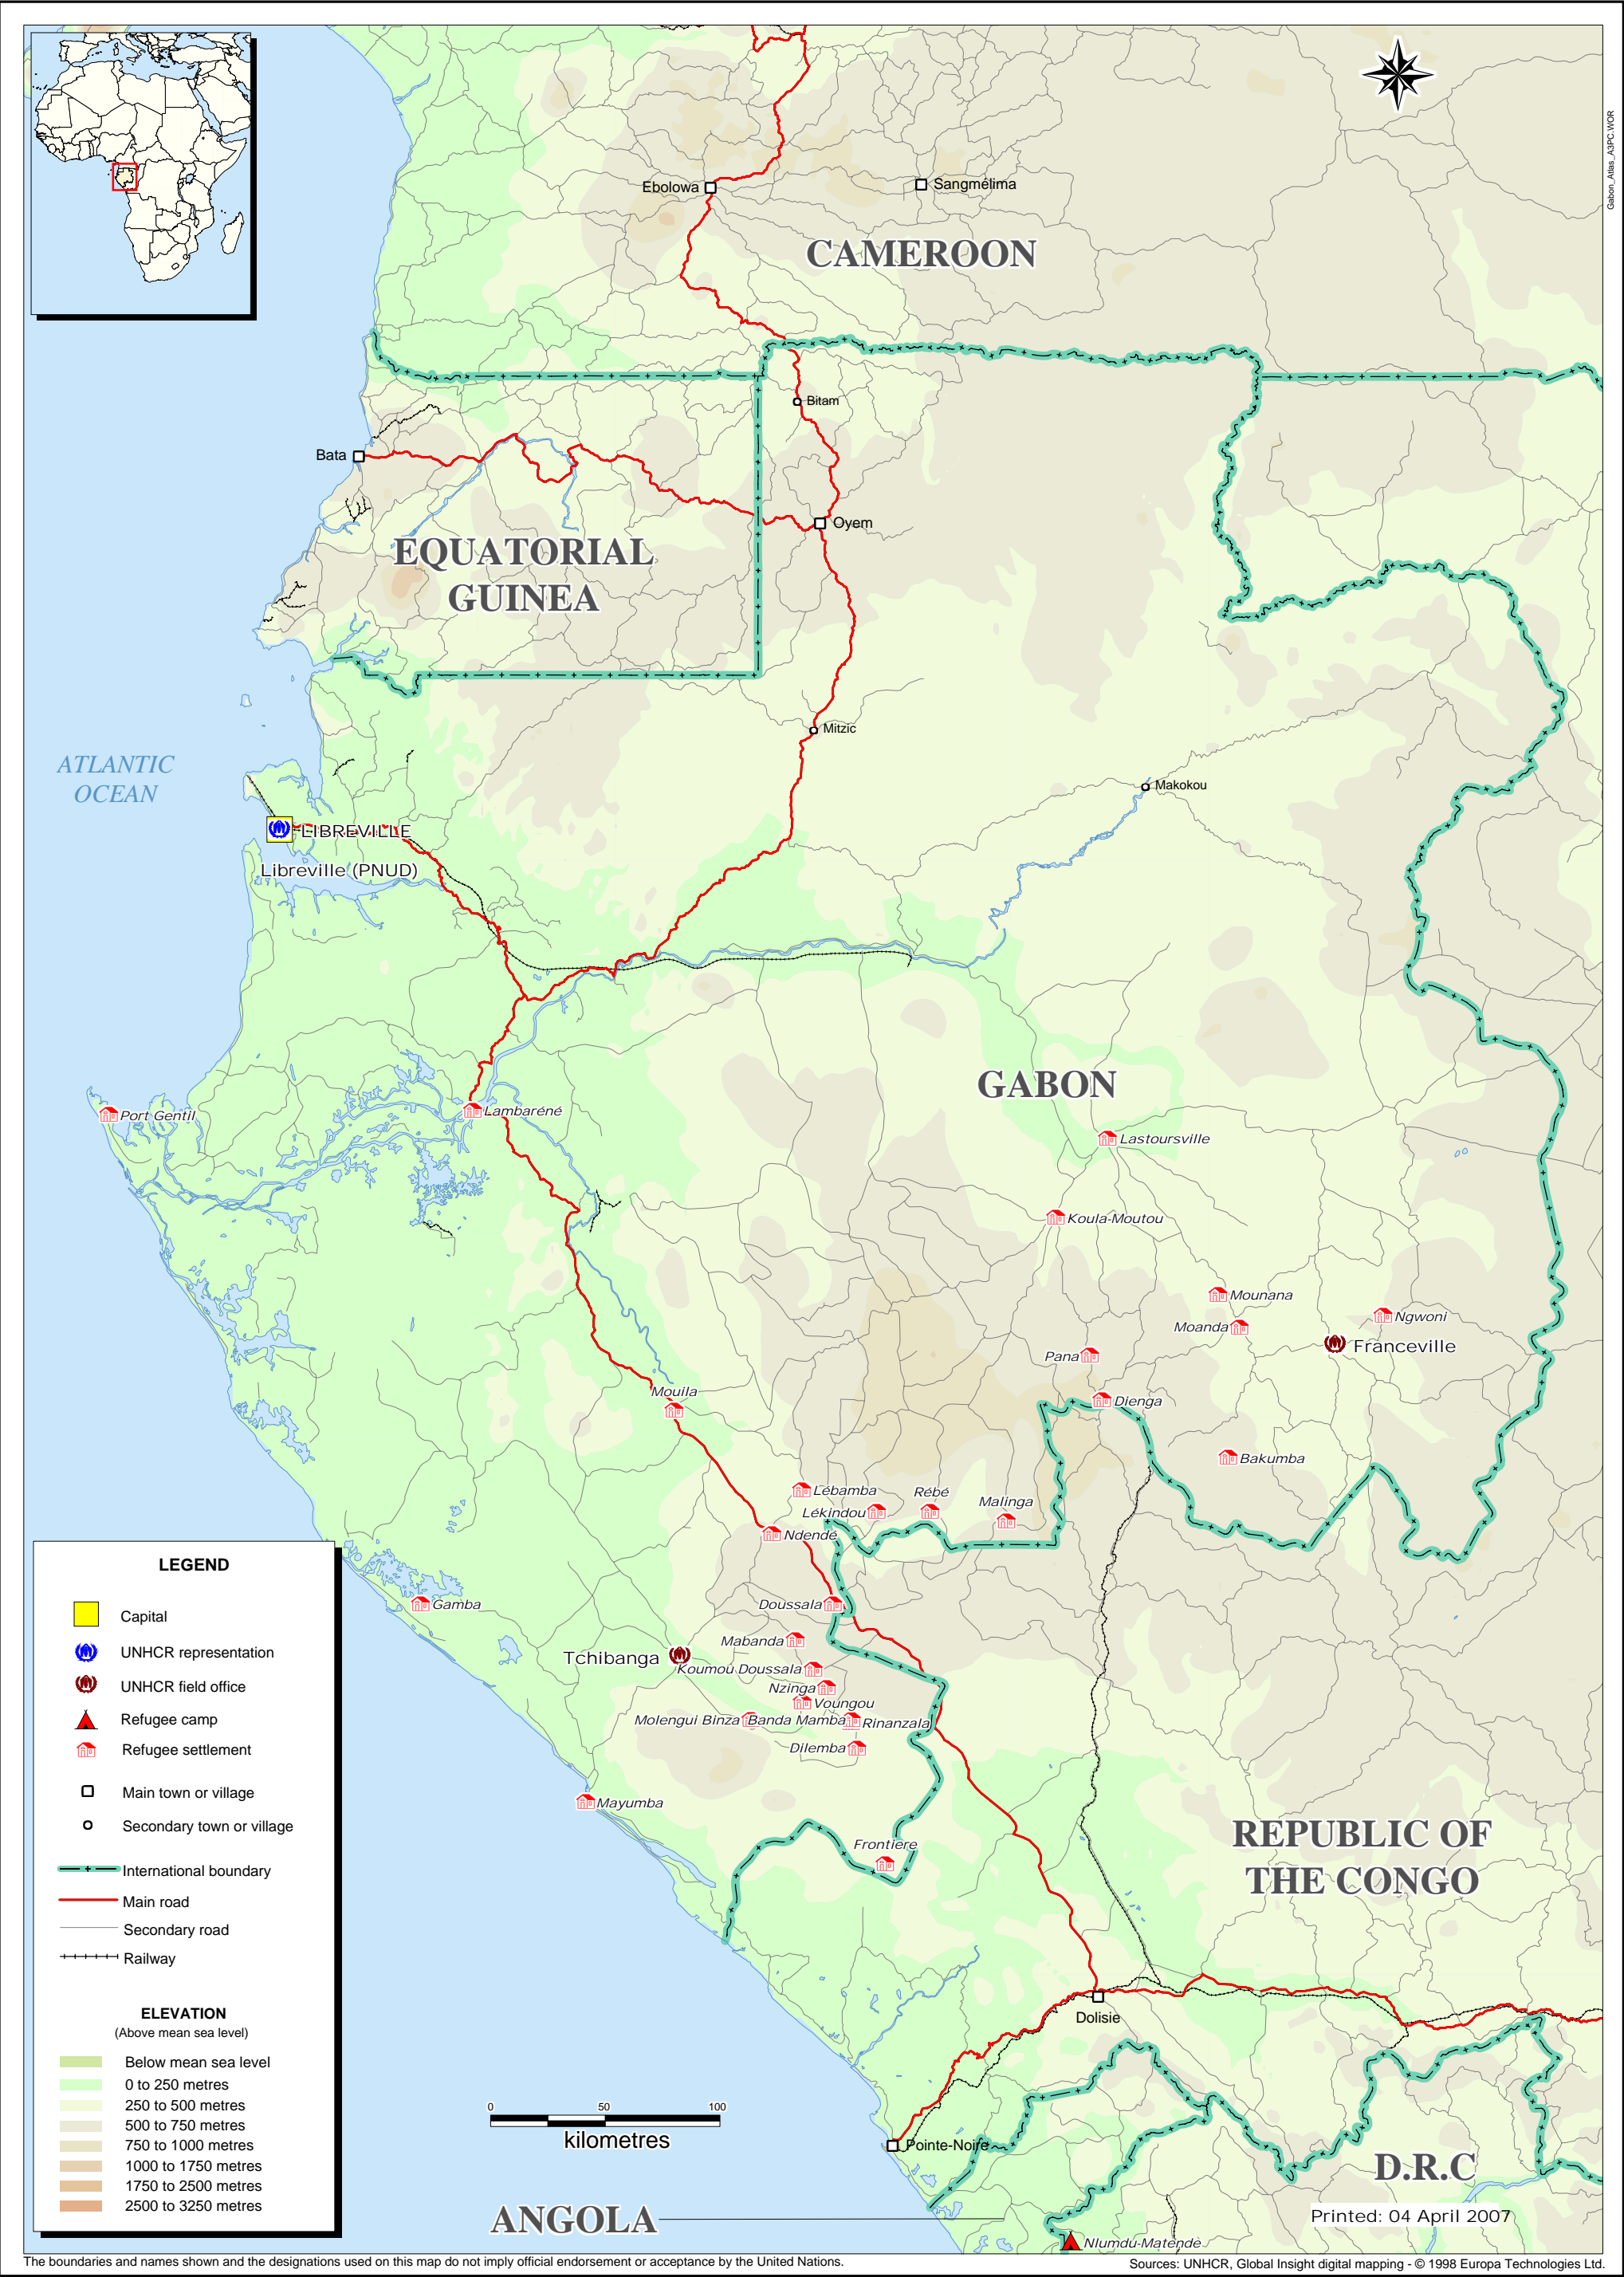 Gabon_Atlas_A3PC.WOR
Ebolowa
Sangmélima
CAMEROON
Bitam
Bata
Oyem
EQUATORIAL
GUINEA
Mitzic
ATLANTIC
OCEAN
Makokou
LIBREVILLE
Libreville (PNUD)
GABON
Port Gentil
Lambaréné
Lastoursville
Koula-Moutou
Mounana
Ngwoni
Moanda
Franceville
Pana
Mouila
Dienga
Bakumba
Lébamba
Rébé
Malinga
Lékindou
Ndendé
Gamba
Doussala
Mabanda
Tchibanga
Koumou Doussala
Nzinga
Voungou
Molengui Binza
Banda Mamba
Rinanzala
Dilemba
Mayumba
Frontiere
REPUBLIC OF
THE CONGO
Dolisie
Pointe-Noire
D.R.C
ANGOLA
Nlumdu-Matende
LEGEND
Capital
UNHCR representation
UNHCR field office
Refugee camp
Refugee settlement
Main town or village
Secondary town or village
International boundary
Main road
Secondary road
Railway
ELEVATION
(Above mean sea level)
Below mean sea level
0 to 250 metres
250 to 500 metres
500 to 750 metres
750 to 1000 metres
1000 to 1750 metres
1750 to 2500 metres
2500 to 3250 metres
0 50 100
kilometres
Printed: 04 April 2007
The boundaries and names shown and the designations used on this map do not imply official endorsement or acceptance by the United Nations.
Sources: UNHCR, Global Insight digital mapping - © 1998 Europa Technologies Ltd.